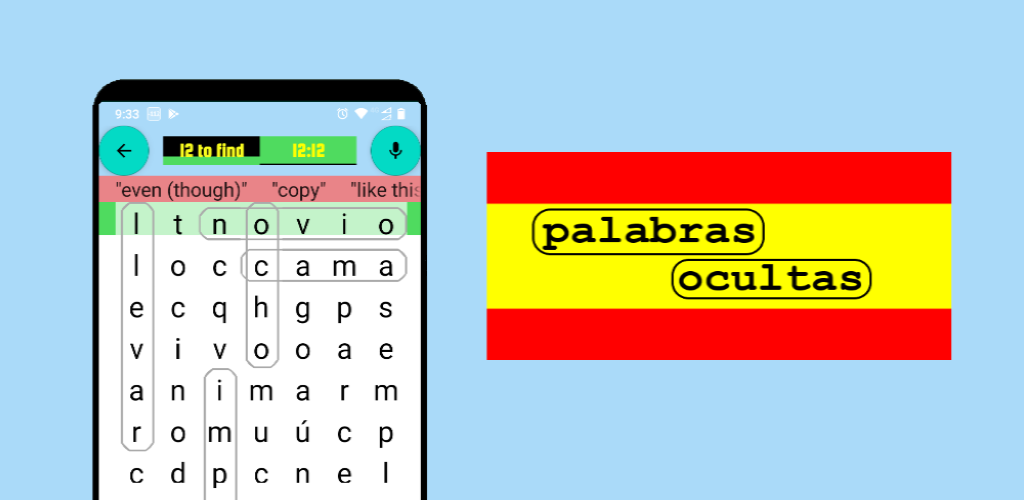 9:33
12 to find 12:12
"even (though)" "copy" "like this
l t n o v i o
l o c c a m a
e c q h g p s
v i v o o a e
a n i m a r m
r o m u ú c p
c d p c n e l
palabras
ocultas